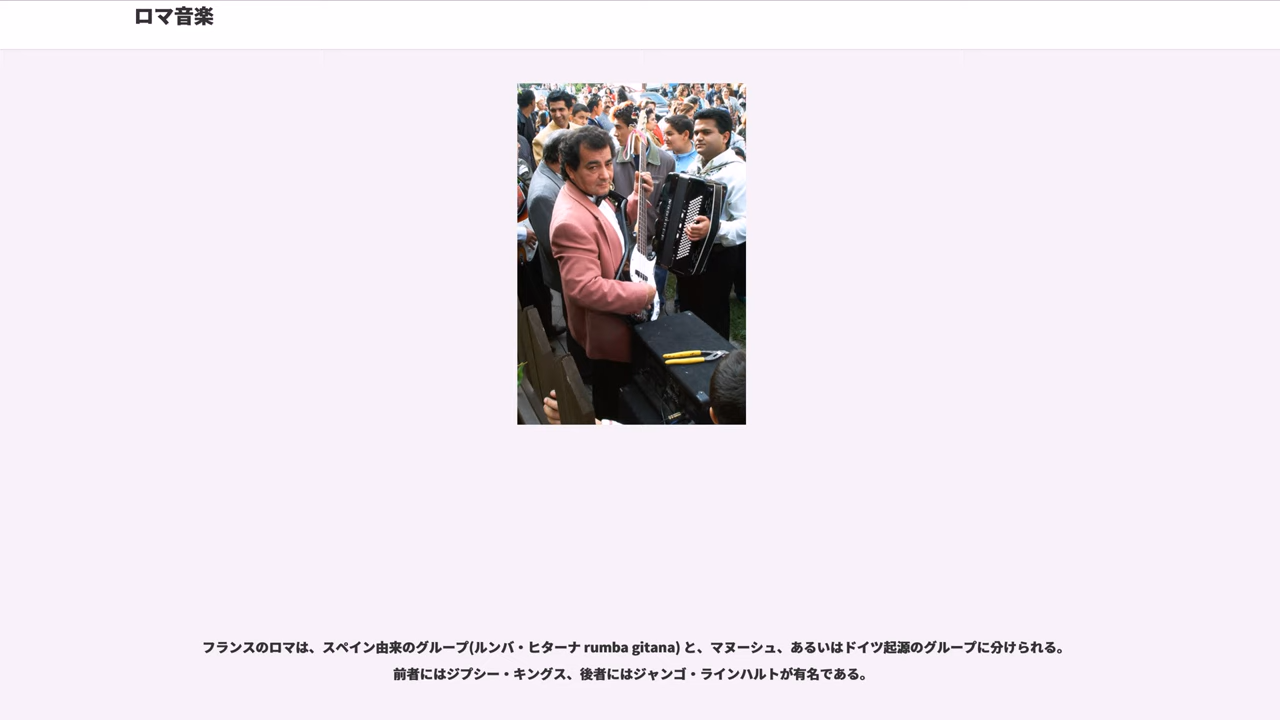 ロマ音楽
フランスのロマは、スペイン由来のグループ(ルンバ・ヒターナ rumba gitana) と、マヌーシュ、あるいはドイツ起源のグループに分けられる。
前者にはジプシー・キングス、後者にはジャンゴ・ラインハルトが有名である。